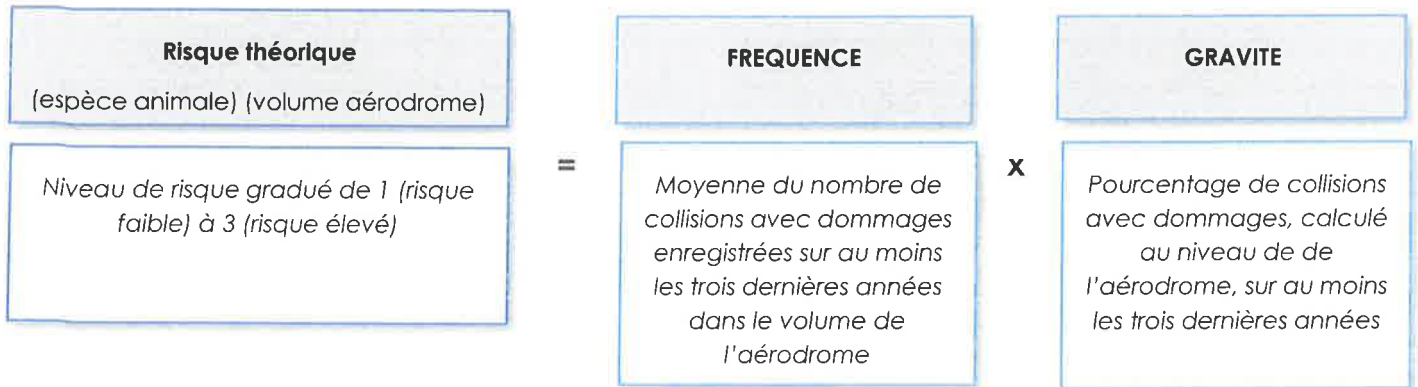 Risque théorique
(espèce animale) (volume aérodrome)
Niveau de risque gradué de 1 (risque
faible) à 3 (risque élevé)
=
FREQUENCE
Moyenne du nombre de
collisions avec dommages
enregistrées sur au moins
les trois dernières années
dans le volume de
l'aérodrome
x
GRAVITE
Pourcentage de collisions
avec dommages, calculé
au niveau de de
l'aérodrome, sur au moins
les trois dernières années